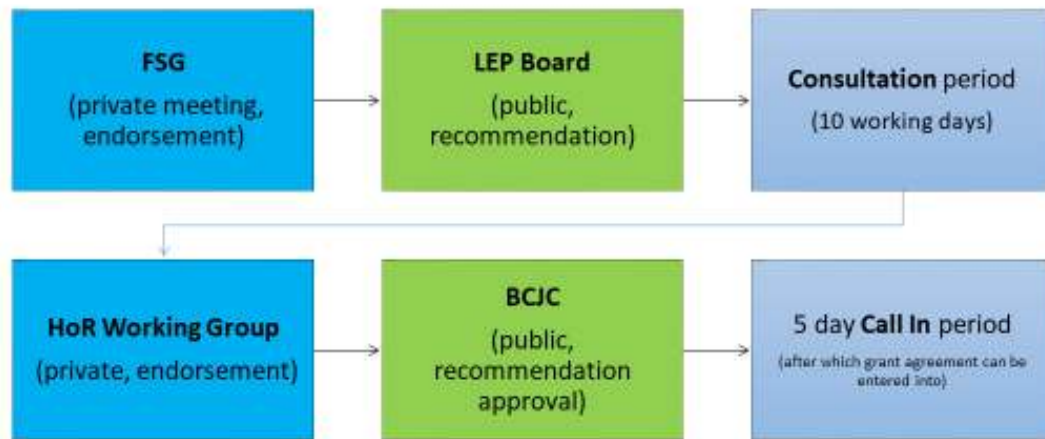 FSG
(private meeting,
endorsement)
LEP Board
(public,
recommendation)
Consultation period
(10 working days)
HoR Working Group
(private, endorsement)
BCJC
(public,
recommendation
approval)
5 day Call In period
(after which grant agreement can be
entered into)